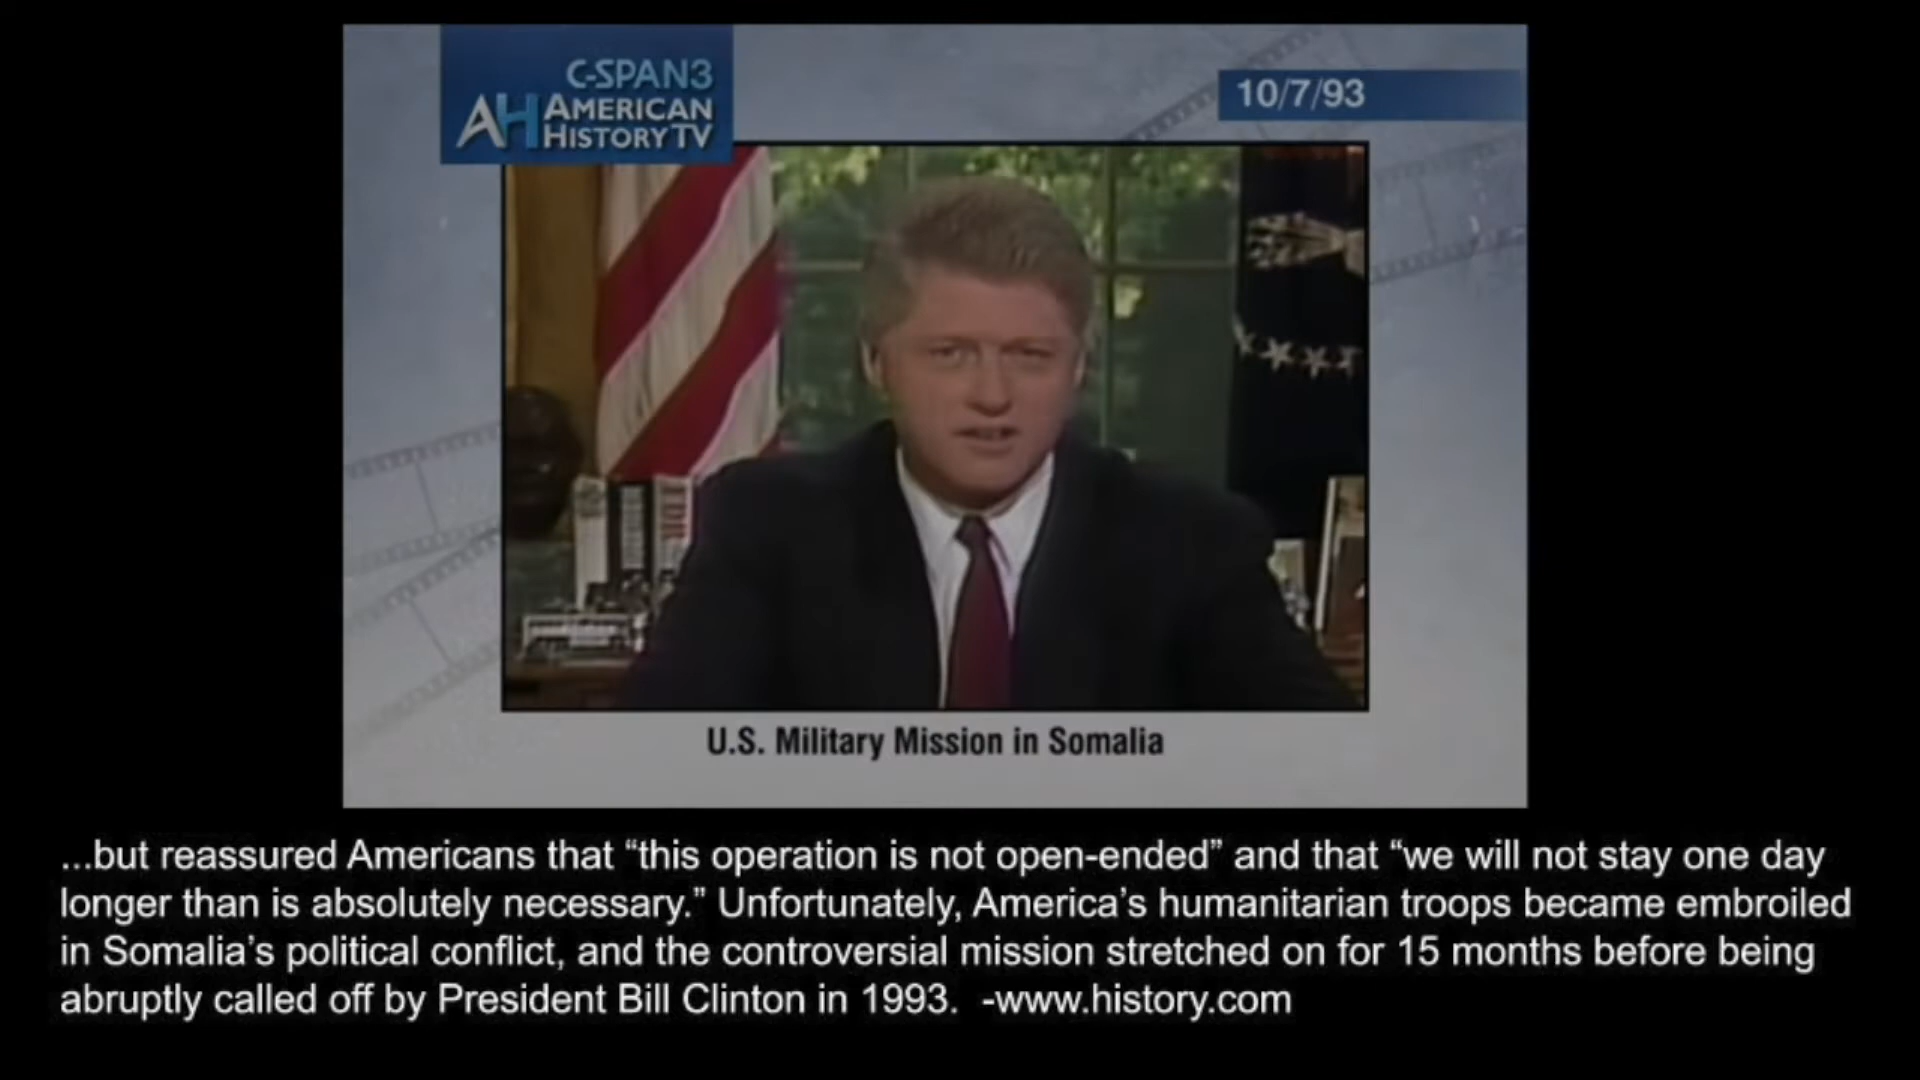 C-SPAN3
AH AMERICAN
HISTORY TV
10/7/93
U.S. Military Mission in Somalia
...but reassured Americans that “this operation is not open-ended” and that “we will not stay one day
longer than is absolutely necessary.” Unfortunately, America’s humanitarian troops became embroiled
in Somalia’s political conflict, and the controversial mission stretched on for 15 months before being
abruptly called off by President Bill Clinton in 1993.  -www.history.com